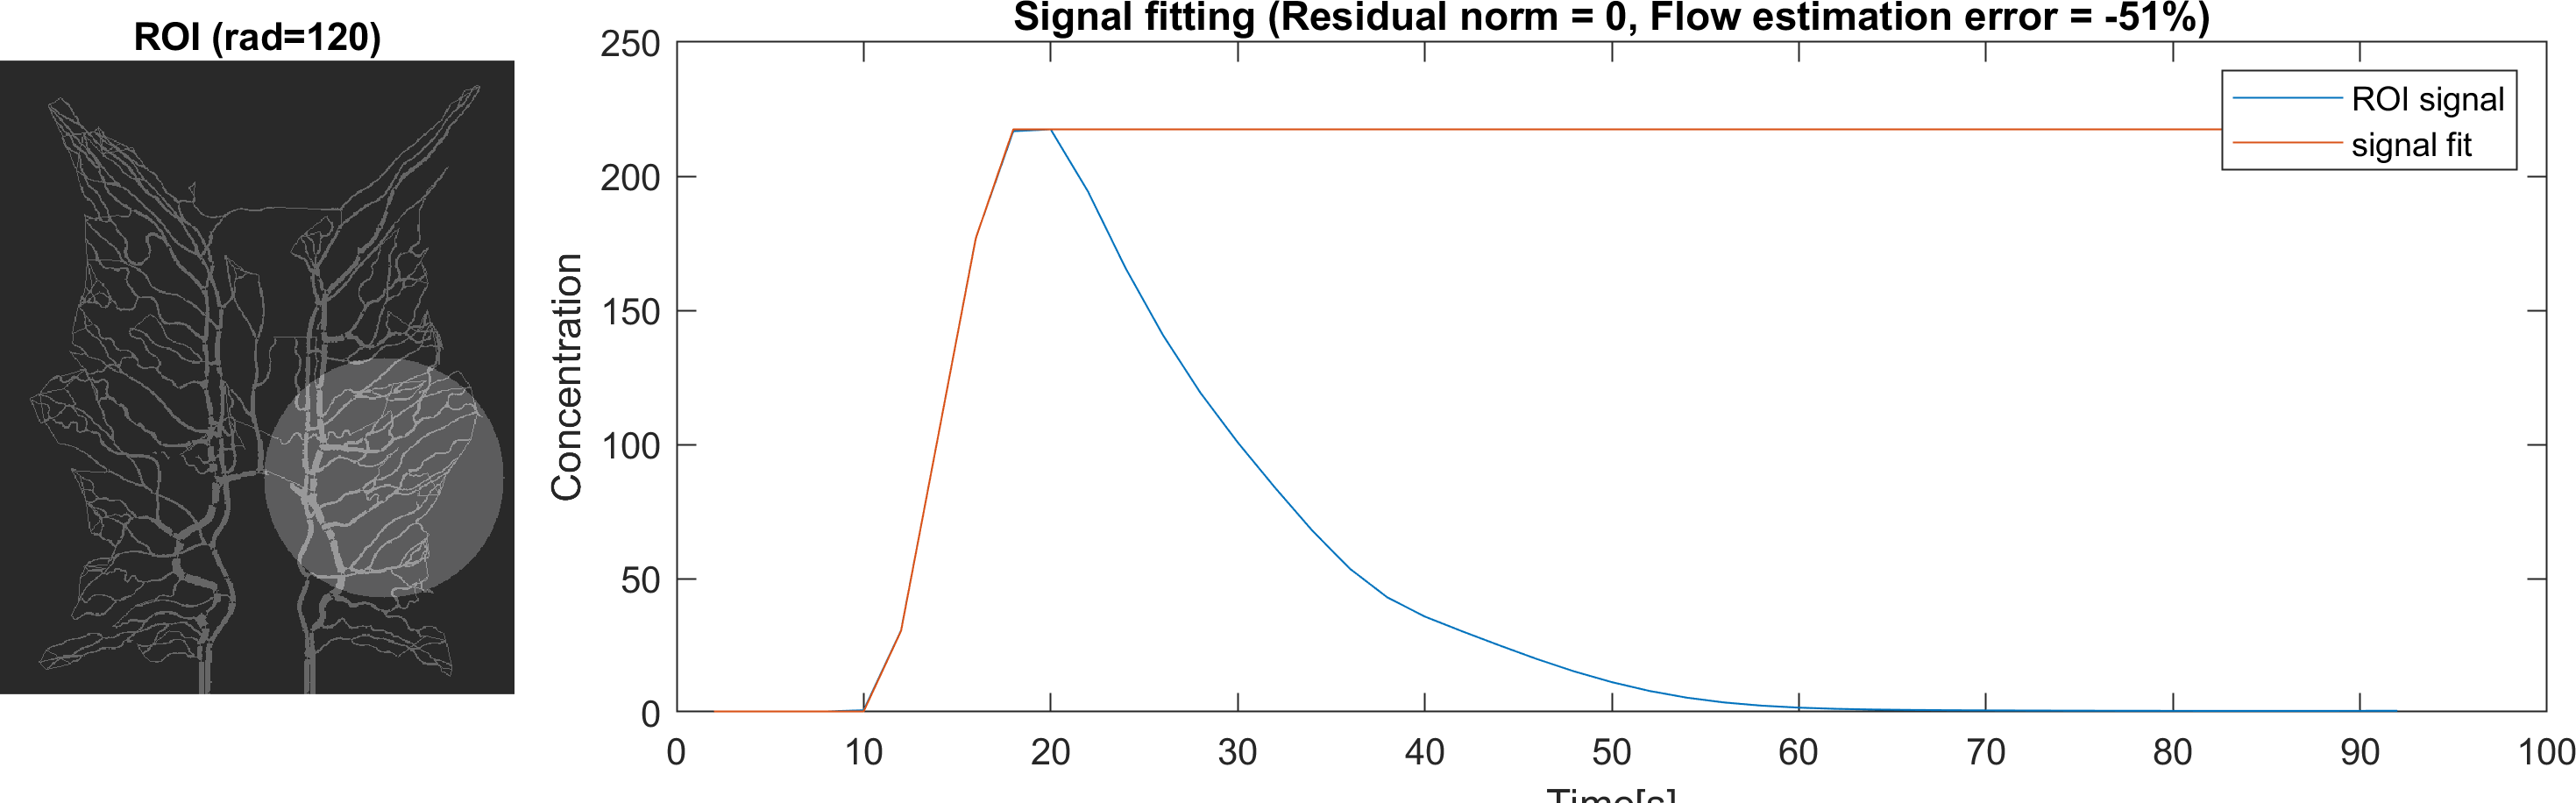 ROI (rad=120)
Signal fitting (Residual norm = 0, Flow estimation error = -51%)
250
200
150
100
50
0
Concentration
ROI signal
signal fit
0 10 20 30 40 50 60 70 80 90 100
Time[s]